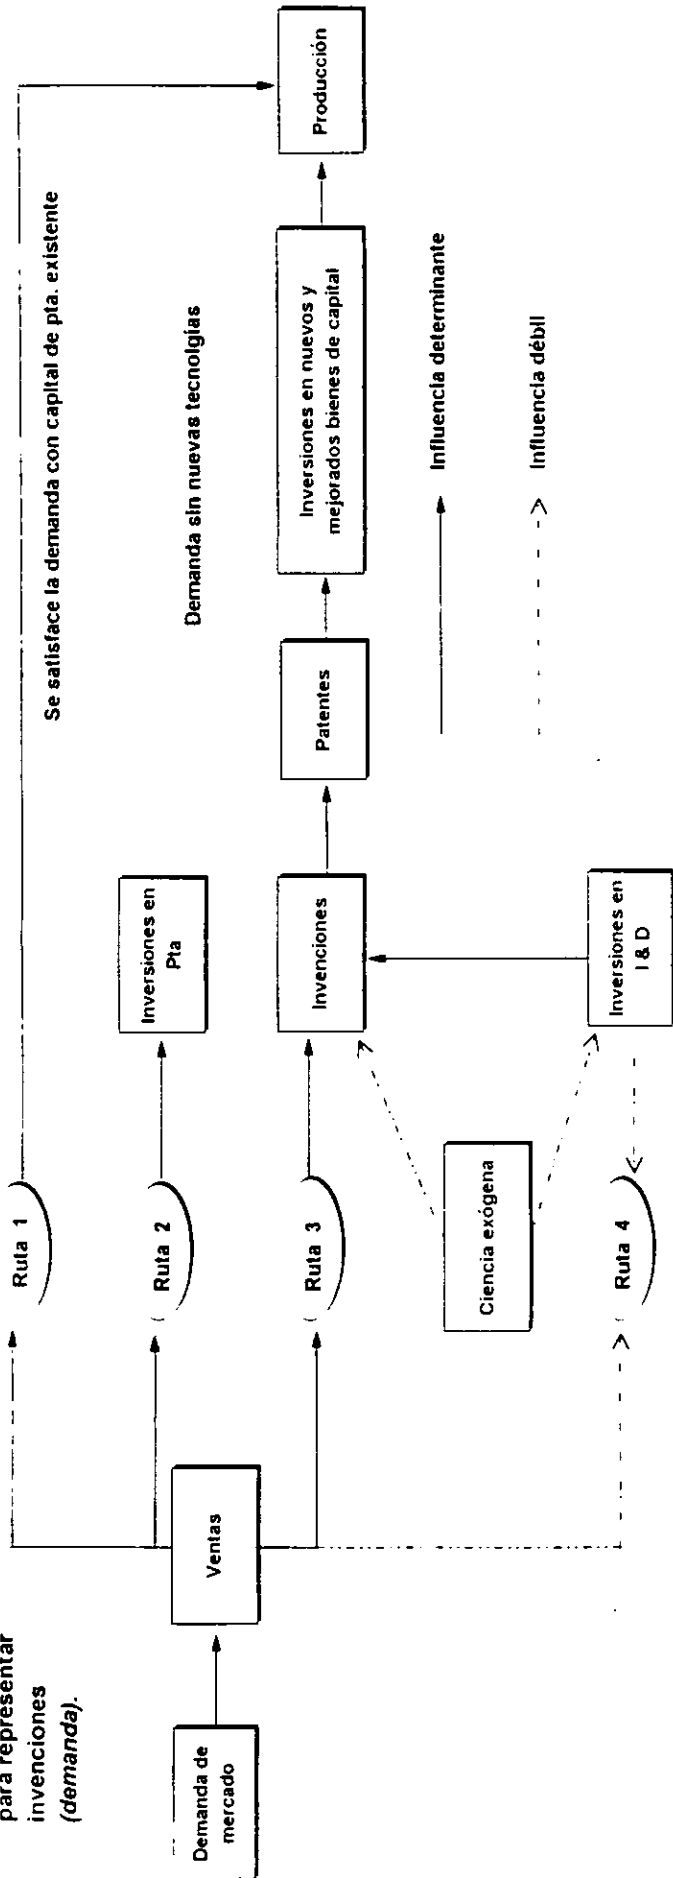 para representar
invenciones
(demanda).
Demanda de
mercado
Ventas
Ruta 1
Ruta 2
Ruta 3
Ruta 4
Ciencia exógena
Inversiones en
Pta
Invenciones
Inversiones en
I & D
Patentes
Inversiones en nuevos y
mejorados bienes de capital
Producción
Se satisface la demanda con capital de pta. existente
Demanda sin nuevas tecnolgías
Influencia determinante
Influencia débil